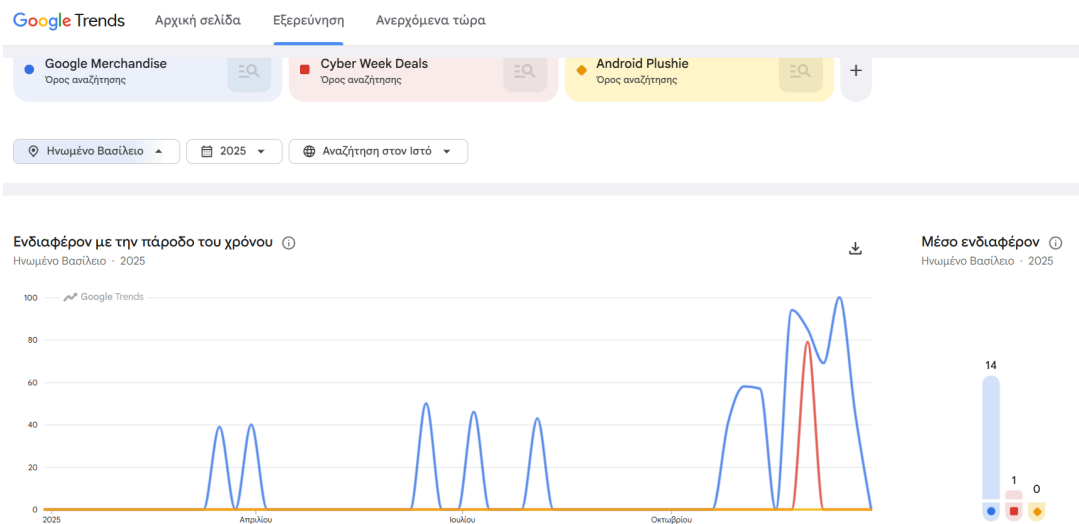 Google Trends Αρχική σελίδα Εξερεύνηση Ανερχόμενα τώρα
Google Merchandise Cyber Week Deals Android Plushie
Όρος αναζήτησης Όρος αναζήτησης Όρος αναζήτησης
+
Ηνωμένο Βασίλειο 2025 Αναζήτηση στον Ιστό
Ενδιαφέρον με την πάροδο του χρόνου
Ηνωμένο Βασίλειο · 2025
Google Trends
100
80
60
40
20
0
2025 Απριλίου Ιουλίου Οκτωβρίου
Μέσο ενδιαφέρον
Ηνωμένο Βασίλειο · 2025
14
1
0